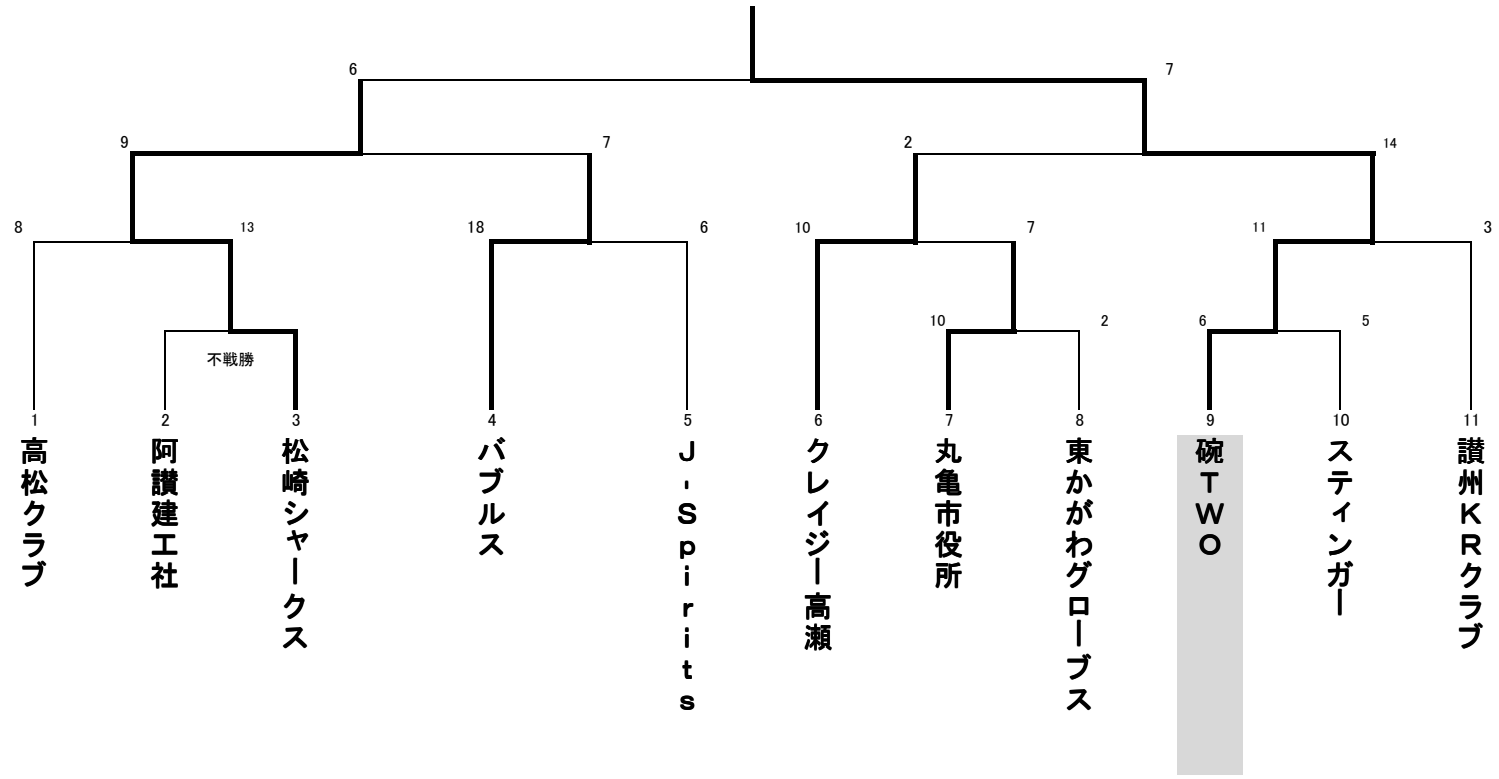 6
7
9
7
2
14
8
13
18
6
10
7
11
3
10
2
6
5
不戦勝
1
2
3
4
5
6
7
8
9
10
11
高松クラブ
阿讃建工社
松崎シャークス
バブルス
J-Spirits
クレイジー高瀬
丸亀市役所
東かがわグローブス
碗TWO
スティンガー
讃州KRクラブ